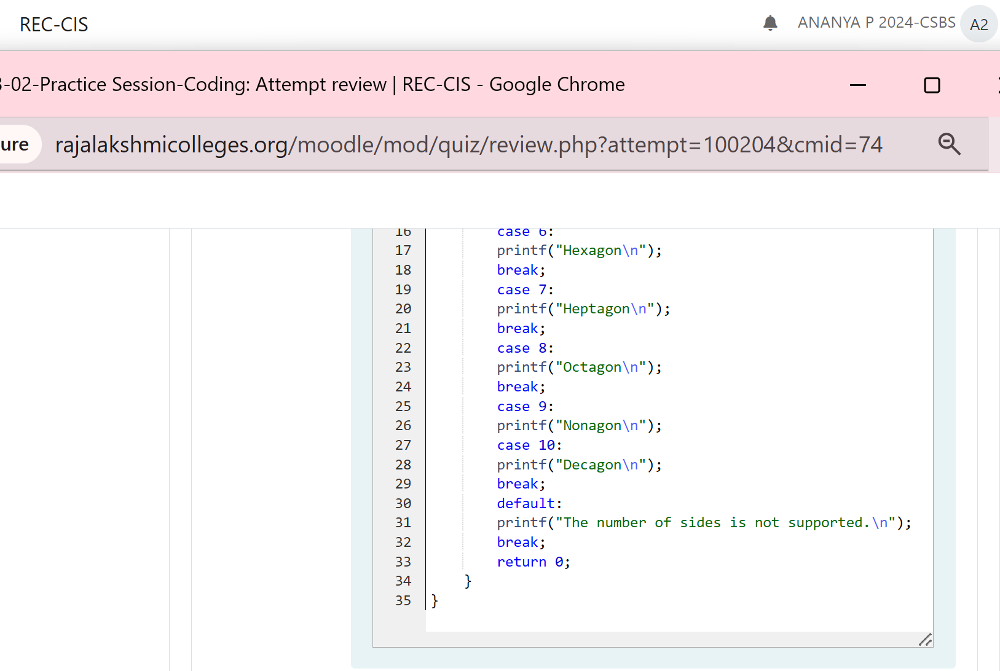 REC-CIS
ANANYA P 2024-CSBS A2
-02-Practice Session-Coding: Attempt review | REC-CIS - Google Chrome
ure rajalakshmicolleges.org/moodle/mod/quiz/review.php?attempt=100204&cmid=74
16 case 6:
17 printf("Hexagon\n");
18 break;
19 case 7:
20 printf("Heptagon\n");
21 break;
22 case 8:
23 printf("Octagon\n");
24 break;
25 case 9:
26 printf("Nonagon\n");
27 case 10:
28 printf("Decagon\n");
29 break;
30 default:
31 printf("The number of sides is not supported.\n");
32 break;
33 return 0;
34 }
35 }